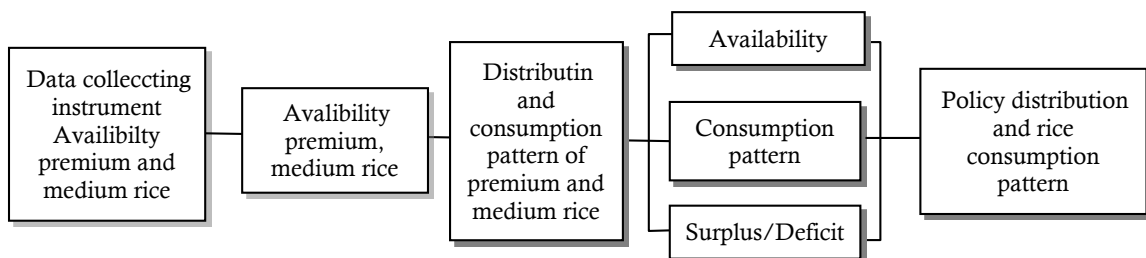 Data colleccting
instrument
Availibilty
premium and
medium rice
Avalibility
premium,
medium rice
Distributin
and
consumption
pattern of
premium and
medium rice
Availability
Consumption
pattern
Surplus/Deficit
Policy distribution
and rice
consumption
pattern